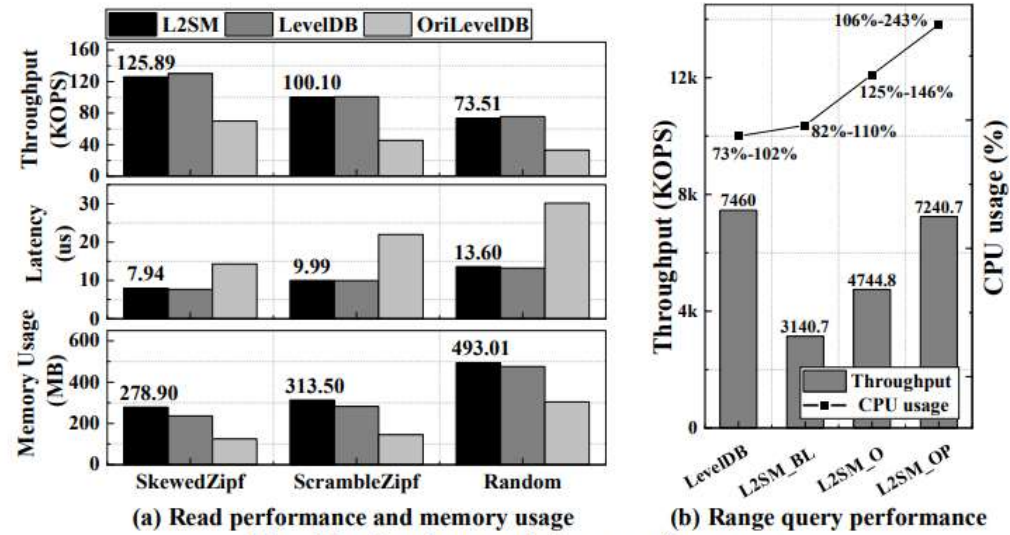 L2SM LevelDB OriLevelDB
Throughput
(KOPS)
160
120
80
40
0
125.89
100.10
73.51
Latency
(us)
30
20
10
0
7.94
9.99
13.60
Memory Usage
(MB)
600
400
200
0
278.90
313.50
493.01
SkewedZipf ScrambleZipf Random
(a) Read performance and memory usage
Throughput (KOPS)
12k
8k
4k
0
106%-243%
125%-146%
82%-110%
73%-102%
7460
3140.7
4744.8
7240.7
Throughput
CPU usage
CPU usage (%)
LevelDB
L2SM_BL
L2SM_O
L2SM_OP
(b) Range query performance